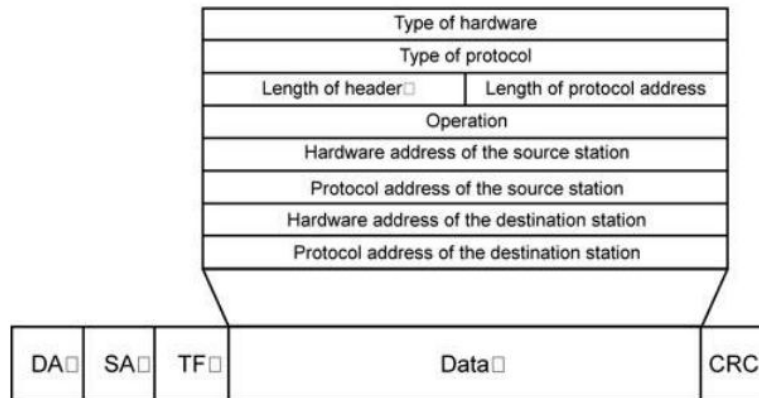 Type of hardware
Type of protocol
Length of header□ Length of protocol address
Operation
Hardware address of the source station
Protocol address of the source station
Hardware address of the destination station
Protocol address of the destination station
DA□ SA□ TF□ Data□ CRC